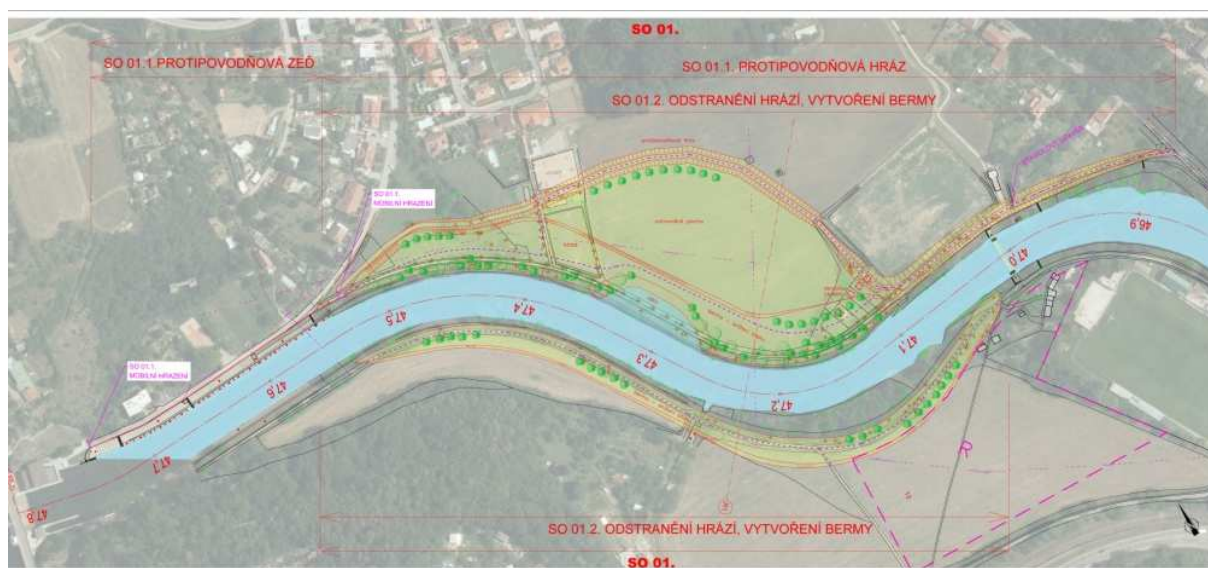 SO 01.
SO 01.1 PROTIPOVODŇOVÁ ZEĎ
SO 01.1. PROTIPOVODŇOVÁ HRÁZ
SO 01.2. ODSTRANĚNÍ HRÁZÍ, VYTVOŘENÍ BERMY
SO 01.1.
MOBILNÍ HRAZENÍ
46,9
47,0
47,5
47,4
47,1
47,3
SO 01.1.
MOBILNÍ HRAZENÍ
47,6
47,2
47,7
47,8
R
SO 01.2. ODSTRANĚNÍ HRÁZÍ, VYTVOŘENÍ BERMY
SO 01.